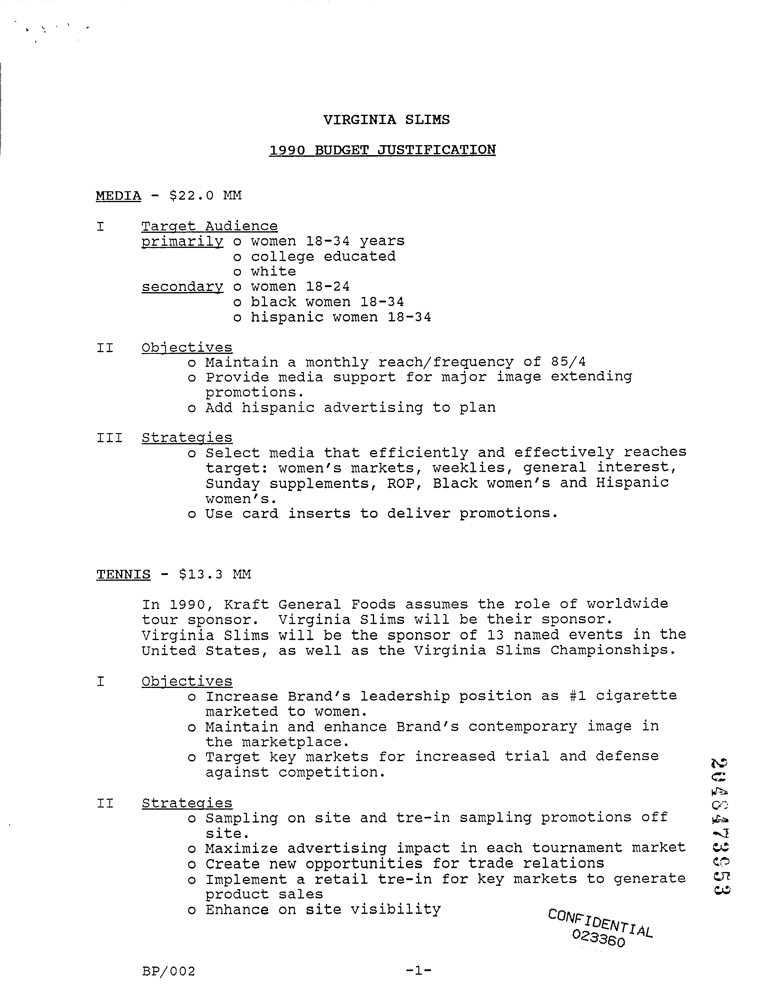 VIRGINIA SLIMS
1990 BUDGET JUSTIFICATION
MEDIA - $22.0 MM
I Target Audience
primarily o women 18-34 years
o college educated
o white
secondary o women 18-24
o black women 18-34
o hispanic women 18-34
II Objectives
o Maintain a monthly reach/frequency of 85/4
o Provide media support for major image extending
promotions.
o Add hispanic advertising to plan
III Strategies
o Select media that efficiently and effectively reaches
target: women's markets, weeklies, general interest,
Sunday supplements, ROP, Black women's and Hispanic
women's.
o Use card inserts to deliver promotions.
TENNIS - $13.3 MM
In 1990, Kraft General Foods assumes the role of worldwide
tour sponsor. Virginia Slims will be their sponsor.
Virginia Slims will be the sponsor of 13 named events in the
United States, as well as the Virginia Slims Championships.
I Objectives
o Increase Brand's leadership position as #1 cigarette
marketed to women.
o Maintain and enhance Brand's contemporary image in
the marketplace.
o Target key markets for increased trial and defense
against competition.
II Strategies
o Sampling on site and tre-in sampling promotions off
site.
o Maximize advertising impact in each tournament market
o Create new opportunities for trade relations
o Implement a retail tre-in for key markets to generate
product sales
o Enhance on site visibility
CONFIDENTIAL
023360
2048473953
BP/002 -1-